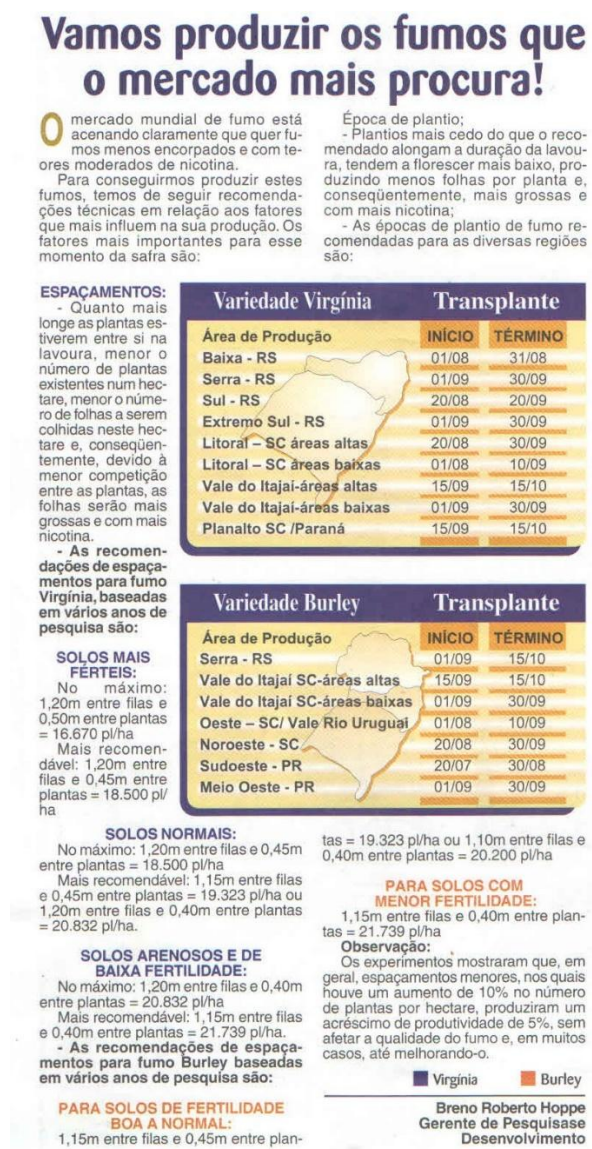 Vamos produzir os fumos que
o mercado mais procura!
O mercado mundial de fumo está
acenando claramente que quer fu-
mos menos encorpados e com te-
ores moderados de nicotina.
Para conseguirmos produzir estes
fumos, temos de seguir recomenda-
ções técnicas em relação aos fatores
que mais influem na sua produção. Os
fatores mais importantes para esse
momento da safra são:
Época de plantio;
- Plantios mais cedo do que o reco-
mendado alongam a duração da lavou-
ra, tendem a florescer mais baixo, pro-
duzindo menos folhas por planta e,
conseqüentemente, mais grossas e
com mais nicotina;
- As épocas de plantio de fumo re-
comendadas para as diversas regiões
são:
ESPAÇAMENTOS:
- Quanto mais
longe as plantas es-
tiverem entre si na
lavoura, menor o
número de plantas
existentes num hec-
tare, menor o núme-
ro de folhas a serem
colhidas neste hec-
tare e, conseqüen-
temente, devido à
menor competição
entre as plantas, as
folhas serão mais
grossas e com mais
nicotina.
- As recomen-
dações de espaça-
mentos para fumo
Virgínia, baseadas
em vários anos de
pesquisa são:
SOLOS MAIS
FÉRTEIS:
No máximo:
1,20m entre filas e
0,50m entre plantas
= 16.670 pl/ha
Mais recomen-
dável: 1,20m entre
filas e 0,45m entre
plantas = 18.500 pl/
ha
Variedade Virgínia Transplante
Área de Produção INÍCIO TÉRMINO
Baixa - RS 01/08 31/08
Serra - RS 01/09 30/09
Sul - RS 20/08 20/09
Extremo Sul - RS 01/09 30/09
Litoral – SC áreas altas 20/08 30/09
Litoral – SC àreas baixas 01/08 10/09
Vale do Itajaí-áreas altas 15/09 15/10
Vale do Itajaí-áreas baixas 01/09 30/09
Planalto SC /Paraná 15/09 15/10
Variedade Burley Transplante
Área de Produção INÍCIO TÉRMINO
Serra - RS 01/09 15/10
Vale do Itajaí SC-áreas altas 15/09 15/10
Vale do Itajaí SC-áreas baixas 01/09 30/09
Oeste – SC/ Vale Rio Uruguai 01/08 10/09
Noroeste - SC 20/08 30/09
Sudoeste - PR 20/07 30/08
Meio Oeste - PR 01/09 30/09
SOLOS NORMAIS:
No máximo: 1,20m entre filas e 0,45m
entre plantas = 18.500 pl/ha
Mais recomendável: 1,15m entre filas
e 0,45m entre plantas = 19.323 pl/ha ou
1,20m entre filas e 0,40m entre plantas
= 20.832 pl/ha.
SOLOS ARENOSOS E DE
BAIXA FERTILIDADE:
No máximo: 1,20m entre filas e 0,40m
entre plantas = 20.832 pl/ha
Mais recomendável: 1,15m entre filas
e 0,40m entre plantas = 21.739 pl/ha.
- As recomendações de espaça-
mentos para fumo Burley baseadas
em vários anos de pesquisa são:
PARA SOLOS DE FERTILIDADE
BOA A NORMAL:
1,15m entre filas e 0,45m entre plan-
tas = 19.323 pl/ha ou 1,10m entre filas e
0,40m entre plantas = 20.200 pl/ha
PARA SOLOS COM
MENOR FERTILIDADE:
1,15m entre filas e 0,40m entre plan-
tas = 21.739 pl/ha
Observação:
Os experimentos mostraram que, em
geral, espaçamentos menores, nos quais
houve um aumento de 10% no número
de plantas por hectare, produziram um
acréscimo de produtividade de 5%, sem
afetar a qualidade do fumo e, em muitos
casos, até melhorando-o.
Virgínia Burley
Breno Roberto Hoppe
Gerente de Pesquisase
Desenvolvimento